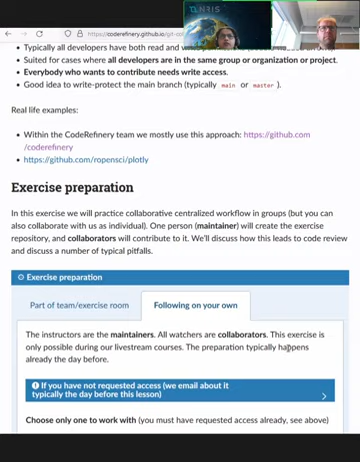 ENRIS
https://coderefinery.github.io/git-col
Typically all developers have both read and
Suited for cases where all developers are in the same group or organization or project.
Everybody who wants to contribute needs write access.
Good idea to write-protect the main branch (typically main or master ).
Real life examples:
Within the CodeRefinery team we mostly use this approach: https://github.com
/coderefinery
https://github.com/ropensci/plotly
Exercise preparation
In this exercise we will practice collaborative centralized workflow in groups (but you can
also collaborate with us as individual). One person (maintainer) will create the exercise
repository, and collaborators will contribute to it. We'll discuss how this leads to code review
and discuss a number of typical pitfalls.
Exercise preparation
Part of team/exercise room Following on your own
The instructors are the maintainers. All watchers are collaborators. This exercise is
only possible during our livestream courses. The preparation typically happens
already the day before.
If you have not requested access (we email about it
typically the day before this lesson)
Choose only one to work with (you must have requested access already, see above)